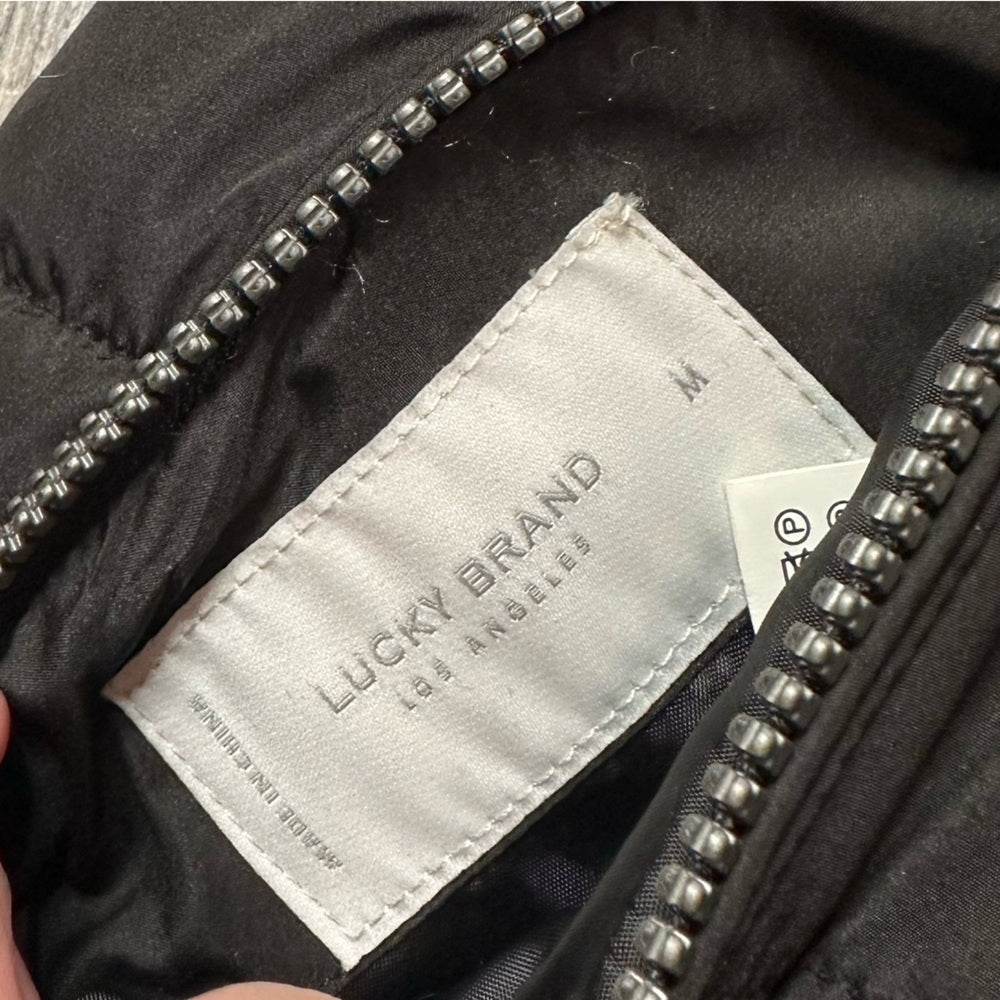 M
LUCKY BRAND
LOS ANGELES
MADE IN CHINA
P